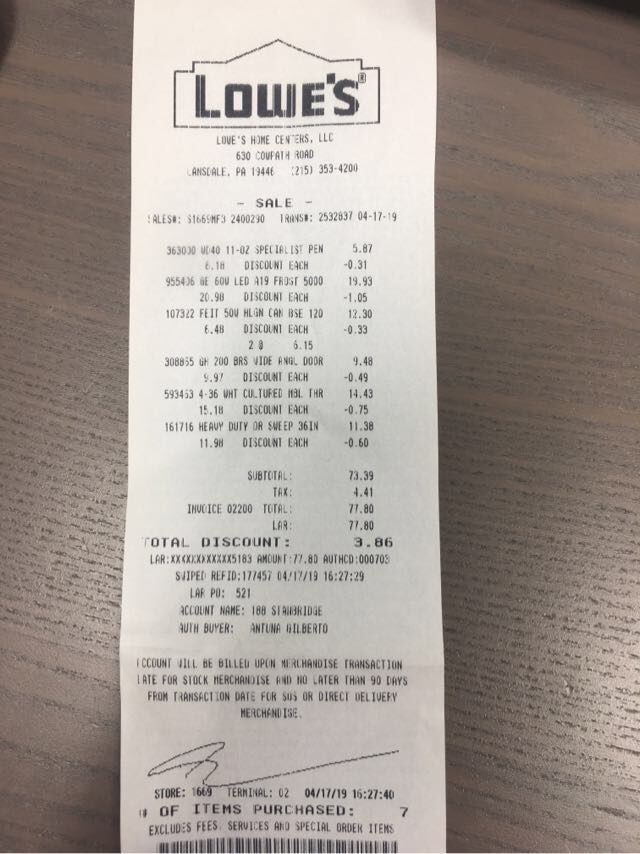 LOWE'S®
LOWE'S HOME CENTERS, LLC
630 COWPATH ROAD
LANSDALE, PA 19446 (215) 353-4200
- SALE -
SALES#: S1669MF3 2400290 TRANS#: 2532837 04-17-19
363030 WD40 11-OZ SPECIALIST PEN 5.87
6.18 DISCOUNT EACH -0.31
955436 GE 60W LED A19 FROST 5000 19.93
20.98 DISCOUNT EACH -1.05
107322 FEIT 50W HLGN CAN BSE 120 12.30
6.48 DISCOUNT EACH -0.33
2 @ 6.15
308855 GH 200 BRS WIDE ANGL DOOR 9.48
9.97 DISCOUNT EACH -0.49
593453 4-36 WHT CULTURED MBL THR 14.43
15.18 DISCOUNT EACH -0.75
161716 HEAVY DUTY DR SWEEP 36IN 11.38
11.98 DISCOUNT EACH -0.60
SUBTOTAL: 73.39
TAX: 4.41
INVOICE 02200 TOTAL: 77.80
LAR: 77.80
TOTAL DISCOUNT: 3.86
LAR:XXXXXXXXXXXX5183 AMOUNT:77.80 AUTHCD:000703
SWIPED REFID:177457 04/17/19 16:27:29
LAR PO: 521
ACCOUNT NAME: 188 STANBRIDGE
AUTH BUYER: ANTUNA GILBERTO
ACCOUNT WILL BE BILLED UPON MERCHANDISE TRANSACTION
DATE FOR STOCK MERCHANDISE AND NO LATER THAN 90 DAYS
FROM TRANSACTION DATE FOR SOS OR DIRECT DELIVERY
MERCHANDISE.
STORE: 1669 TERMINAL: 02 04/17/19 16:27:40
# OF ITEMS PURCHASED: 7
EXCLUDES FEES, SERVICES AND SPECIAL ORDER ITEMS